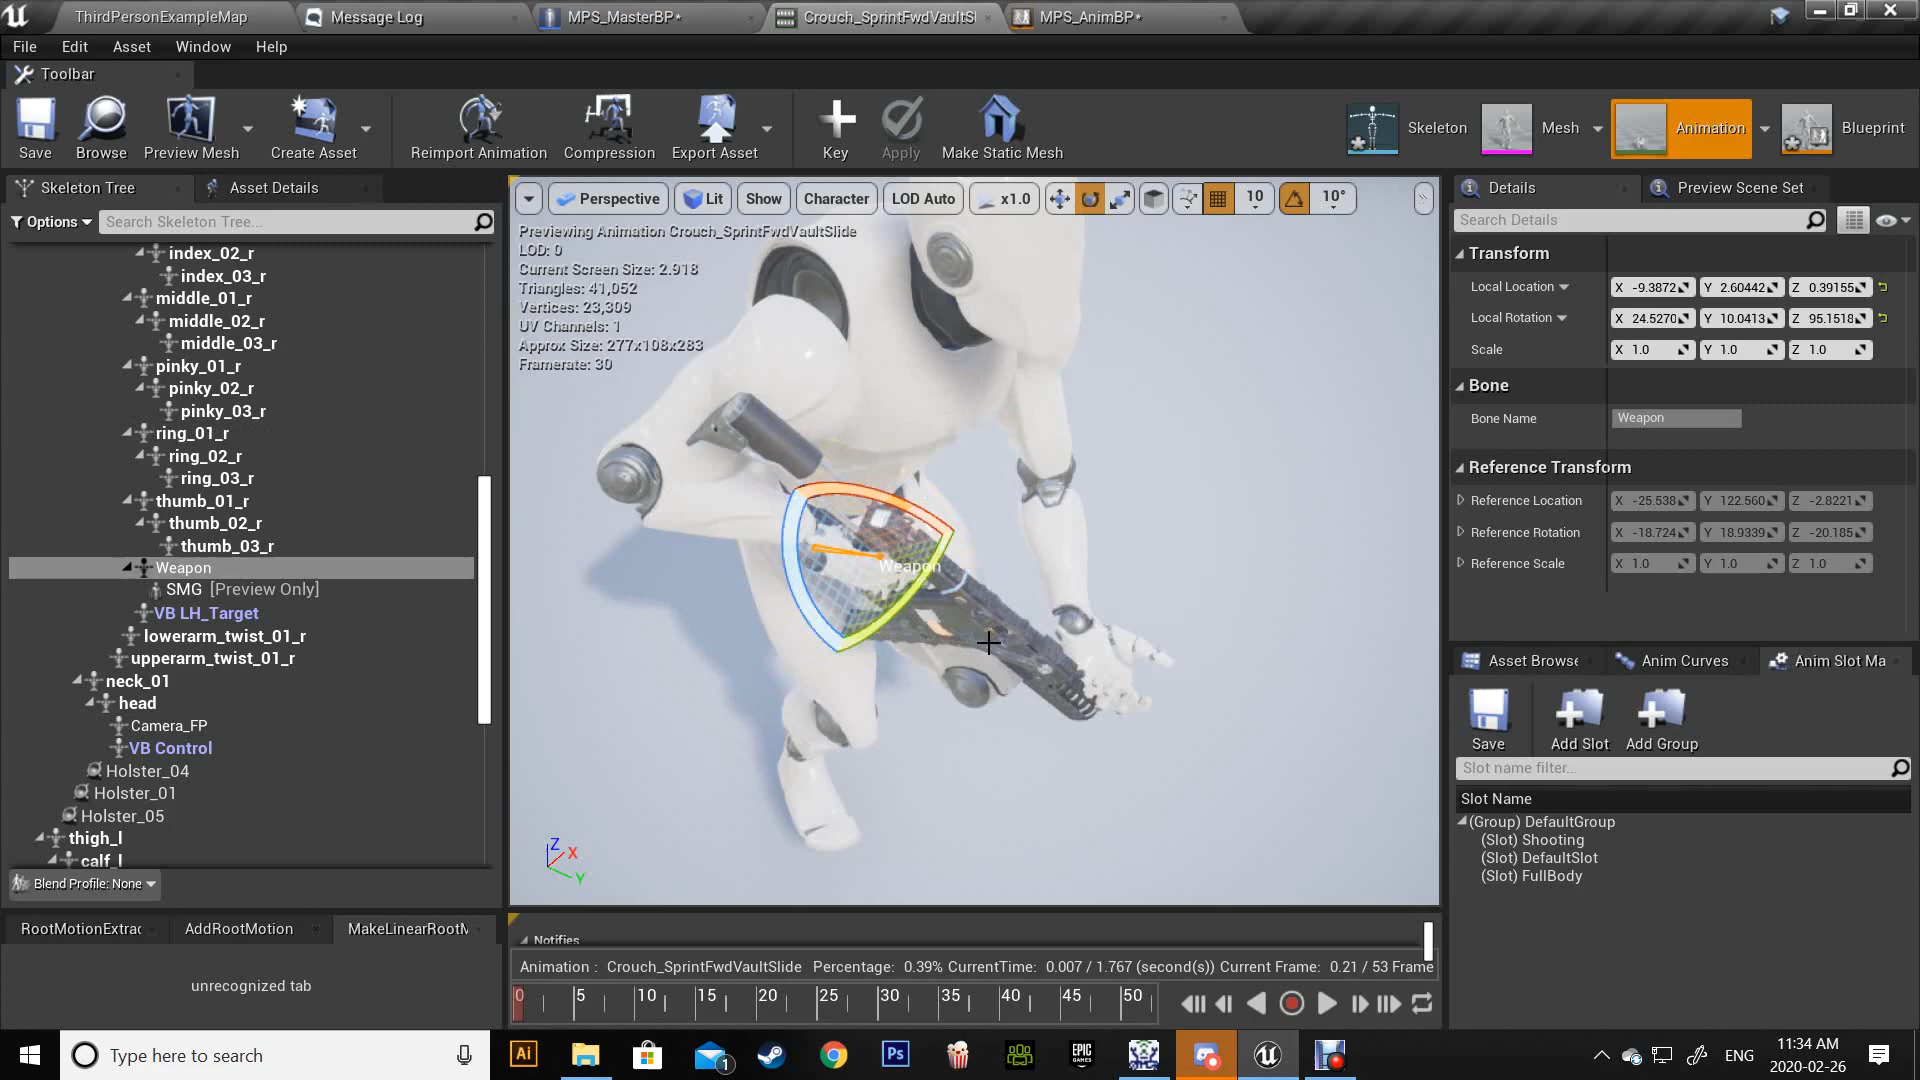 ThirdPersonExampleMap
Message Log
MPS_MasterBP*
Crouch_SprintFwdVaultSl
MPS_AnimBP*
File Edit Asset Window Help
Toolbar
Save Browse Preview Mesh Create Asset Reimport Animation Compression Export Asset Key Apply Make Static Mesh
Skeleton Mesh Animation Blueprint
Skeleton Tree Asset Details
Options Search Skeleton Tree...
index_02_r
index_03_r
middle_01_r
middle_02_r
middle_03_r
pinky_01_r
pinky_02_r
pinky_03_r
ring_01_r
ring_02_r
ring_03_r
thumb_01_r
thumb_02_r
thumb_03_r
Weapon
SMG [Preview Only]
VB LH_Target
lowerarm_twist_01_r
upperarm_twist_01_r
neck_01
head
Camera_FP
VB Control
Holster_04
Holster_01
Holster_05
thigh_l
calf_l
Blend Profile: None
RootMotionExtrac AddRootMotion MakeLinearRootM
unrecognized tab
Perspective Lit Show Character LOD Auto x1.0 10 10°
Previewing Animation Crouch_SprintFwdVaultSlide
LOD: 0
Current Screen Size: 2.918
Triangles: 41,052
Vertices: 23,309
UV Channels: 1
Approx Size: 277x108x283
Framerate: 30
Weapon
Z X Y
Notifies
Animation : Crouch_SprintFwdVaultSlide Percentage: 0.39% CurrentTime: 0.007 / 1.767 (second(s)) Current Frame: 0.21 / 53 Frame
0 5 10 15 20 25 30 35 40 45 50
Details Preview Scene Set
Search Details
Transform
Local Location X -9.3872 Y 2.60442 Z 0.39155
Local Rotation X 24.5270 Y 10.0413 Z 95.1518
Scale X 1.0 Y 1.0 Z 1.0
Bone
Bone Name Weapon
Reference Transform
Reference Location X -25.538 Y 122.560 Z -2.8221
Reference Rotation X -18.724 Y 18.9339 Z -20.185
Reference Scale X 1.0 Y 1.0 Z 1.0
Asset Browse Anim Curves Anim Slot Ma
Save Add Slot Add Group
Slot name filter...
Slot Name
(Group) DefaultGroup
(Slot) Shooting
(Slot) DefaultSlot
(Slot) FullBody
Type here to search
Ai
1
Ps
EPIC GAMES
ENG
11:34 AM
2020-02-26